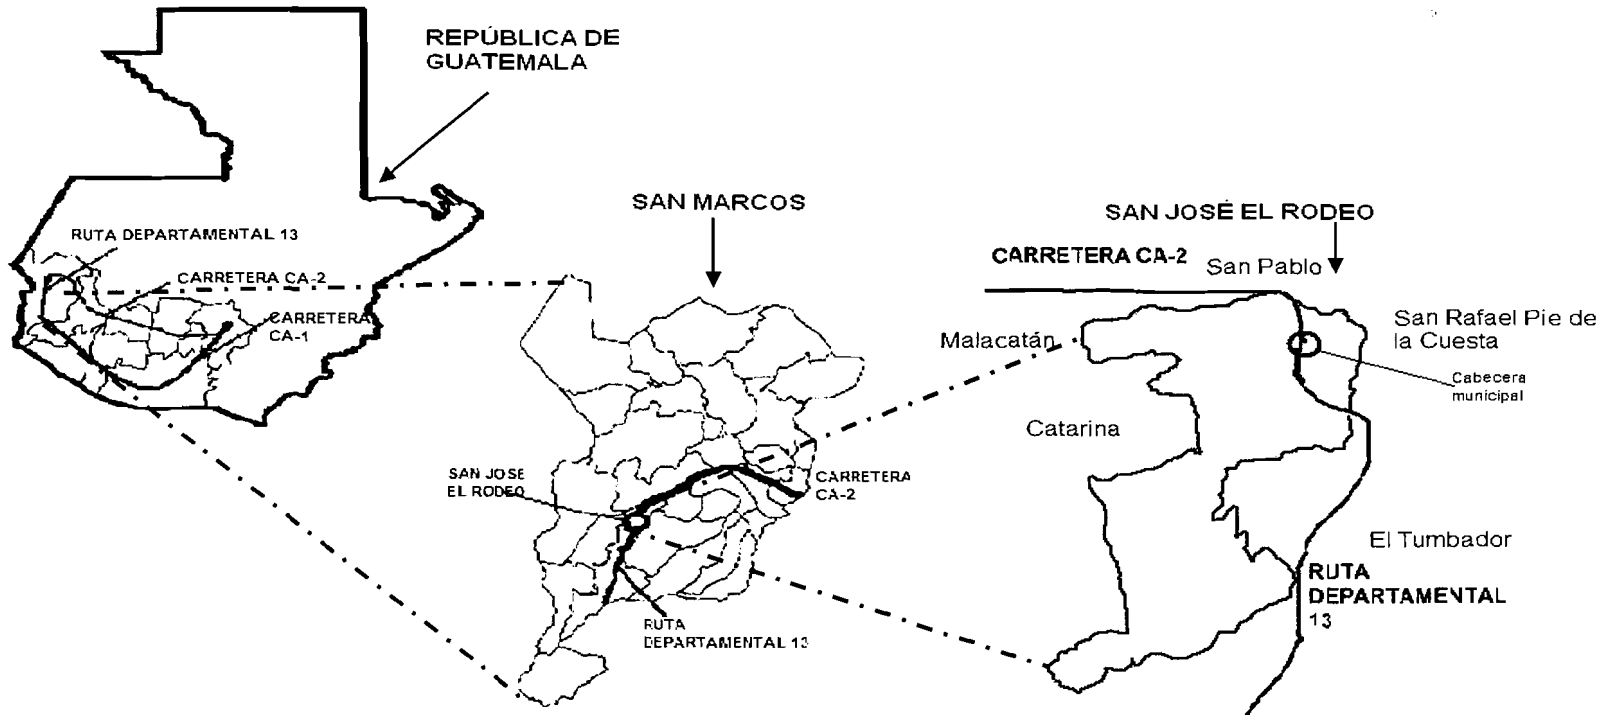 REPÚBLICA DE
GUATEMALA
RUTA DEPARTAMENTAL 13
CARRETERA CA-2
CARRETERA
CA-1
SAN MARCOS
SAN JOSE
EL RODEO
CARRETERA
CA-2
RUTA
DEPARTAMENTAL 13
SAN JOSÉ EL RODEO
CARRETERA CA-2
San Pablo
Malacatán
San Rafael Pie de
la Cuesta
Cabecera
municipal
Catarina
El Tumbador
RUTA
DEPARTAMENTAL
13